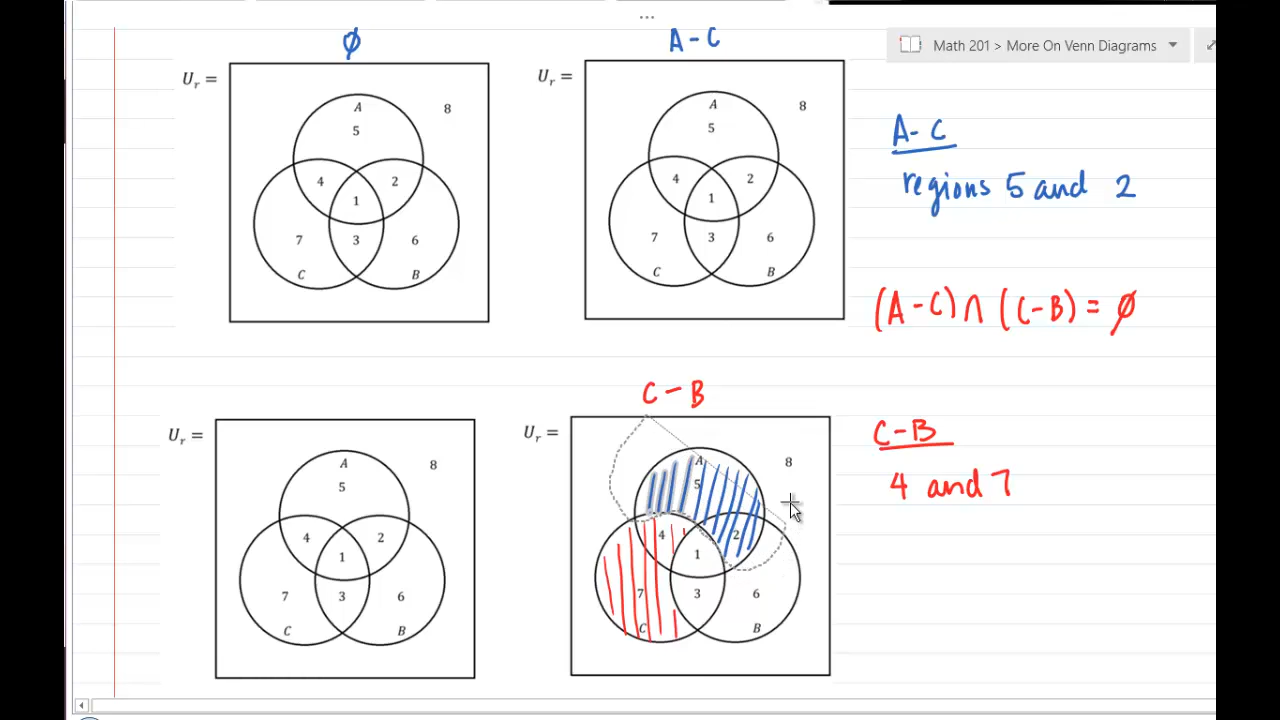 Math 201 > More On Venn Diagrams
∅
U_r =
A
8
5
4
2
1
7
3
6
C
B
A - C
U_r =
A
8
5
4
2
1
7
3
6
C
B
A - C
regions 5 and 2
(A - C) ∩ (C - B) = ∅
U_r =
A
8
5
4
2
1
7
3
6
C
B
C - B
U_r =
A
8
5
4
2
1
7
3
6
C
B
C - B
4 and 7